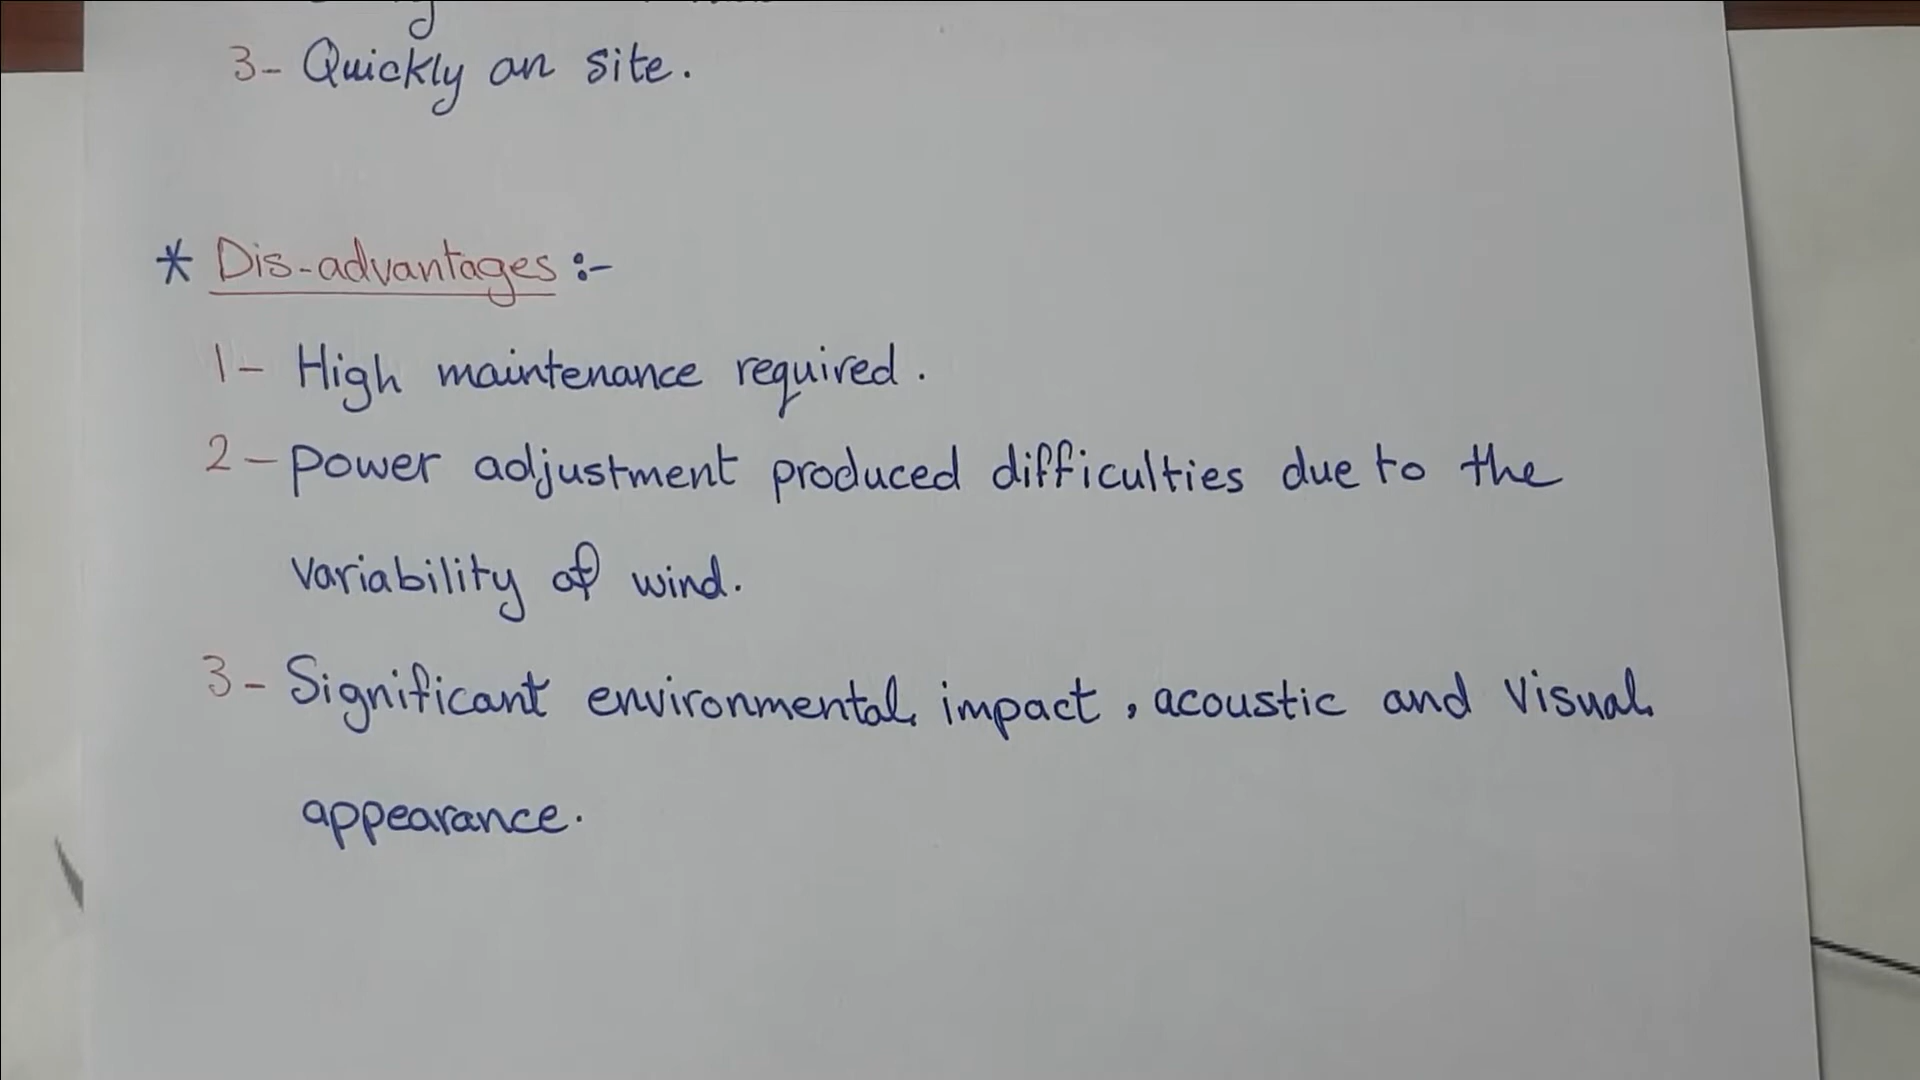 3- Quickly on site.
* Dis-advantages :-
1- High maintenance required.
2- Power adjustment produced difficulties due to the
variability of wind.
3- Significant environmental impact, acoustic and visual
appearance.